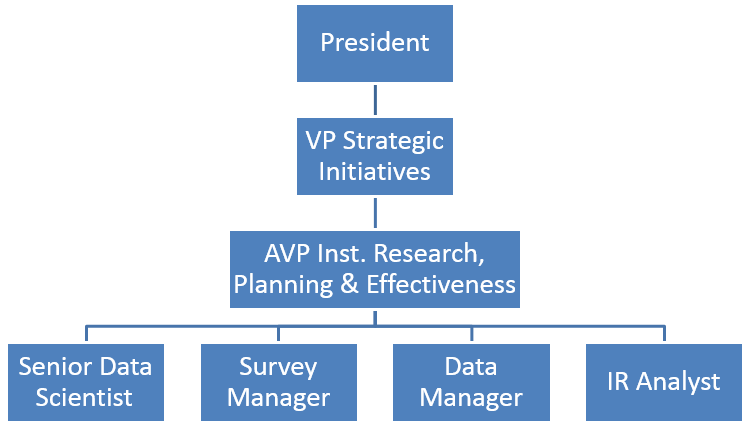 President
VP Strategic
Initiatives
AVP Inst. Research,
Planning & Effectiveness
Senior Data
Scientist
Survey
Manager
Data
Manager
IR Analyst